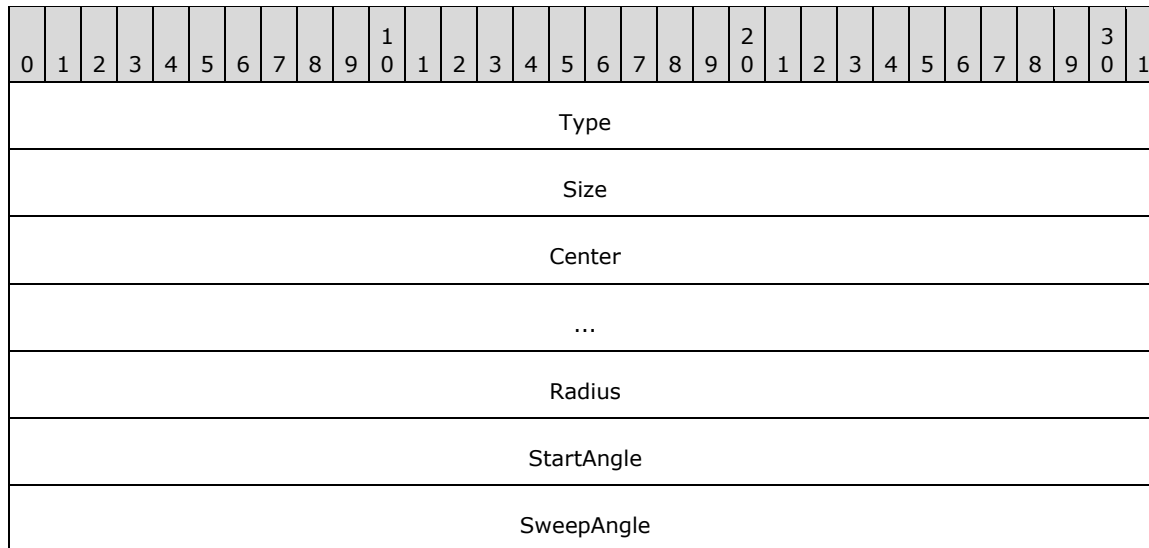 1 2 3
0 1 2 3 4 5 6 7 8 9 0 1 2 3 4 5 6 7 8 9 0 1 2 3 4 5 6 7 8 9 0 1
Type
Size
Center
...
Radius
StartAngle
SweepAngle